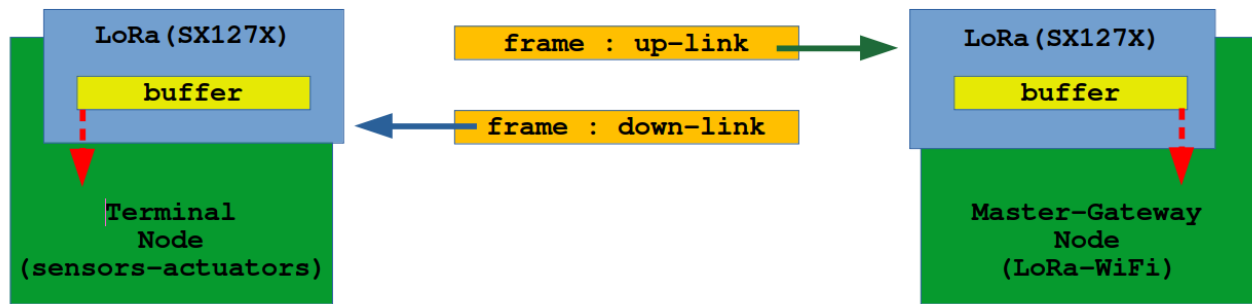 LoRa(SX127X)
buffer
Terminal
Node
(sensors-actuators)
frame : up-link
frame : down-link
LoRa(SX127X)
buffer
Master-Gateway
Node
(LoRa-WiFi)